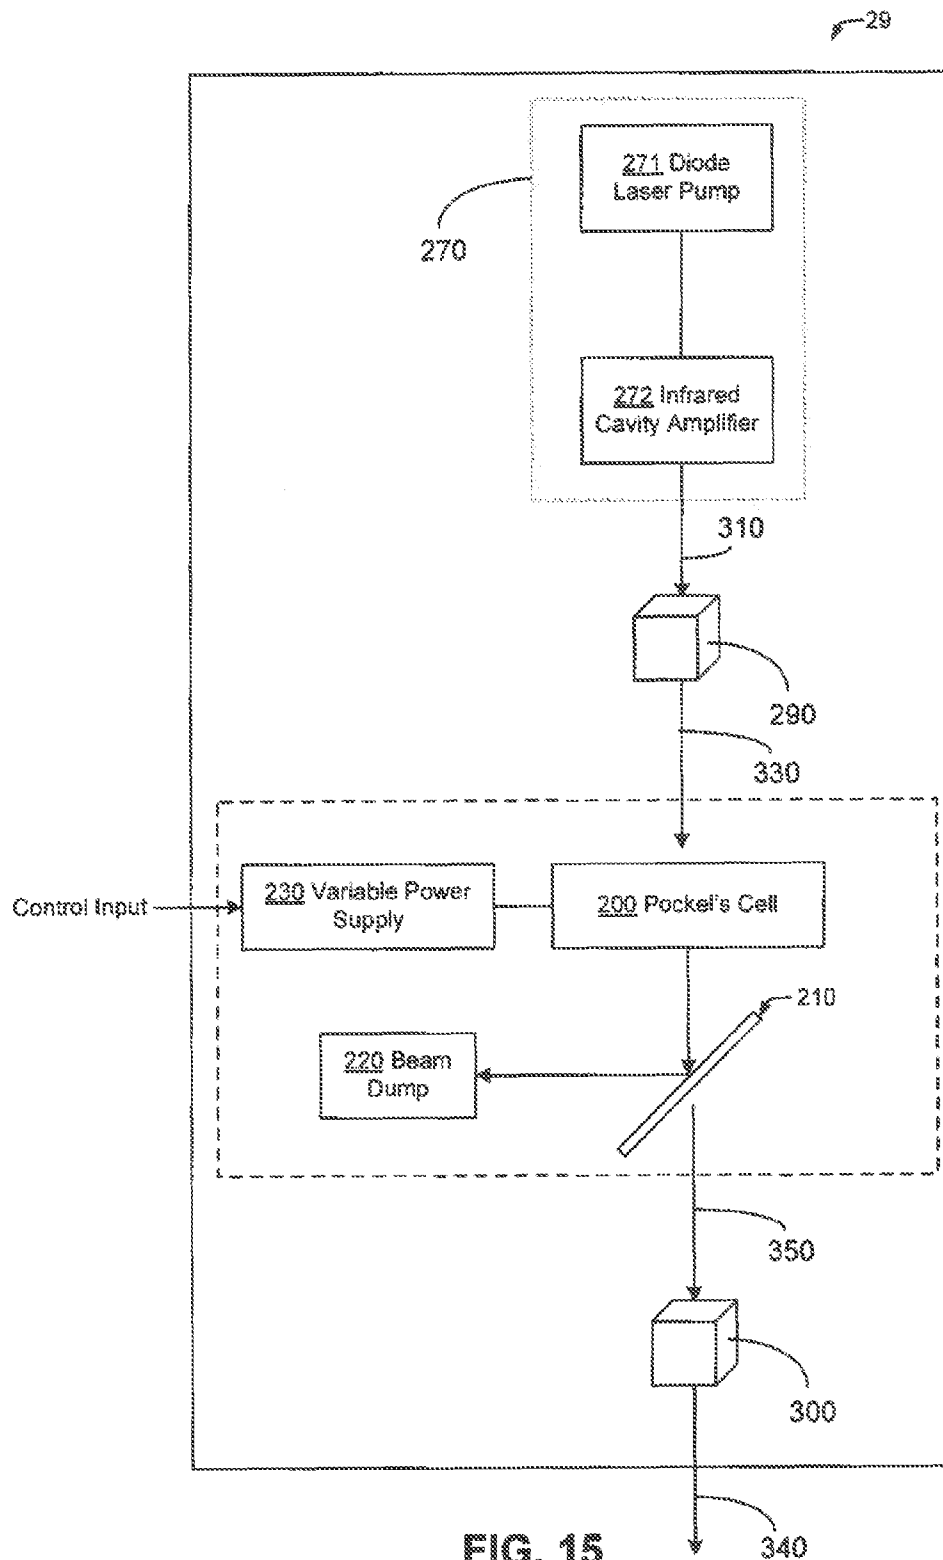 29
271 Diode
Laser Pump
270
272 Infrared
Cavity Amplifier
310
290
330
230 Variable Power
Supply
200 Pockel's Cell
Control Input
210
220 Beam
Dump
350
300
340
FIG. 15